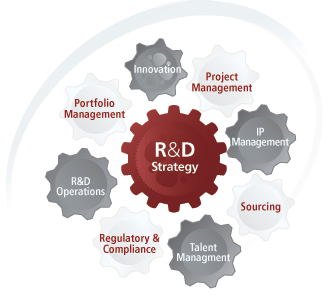 Innovation
Project
Management
Portfolio
Management
IP
Management
R&D
Strategy
R&D
Operations
Sourcing
Regulatory &
Compliance
Talent
Managment